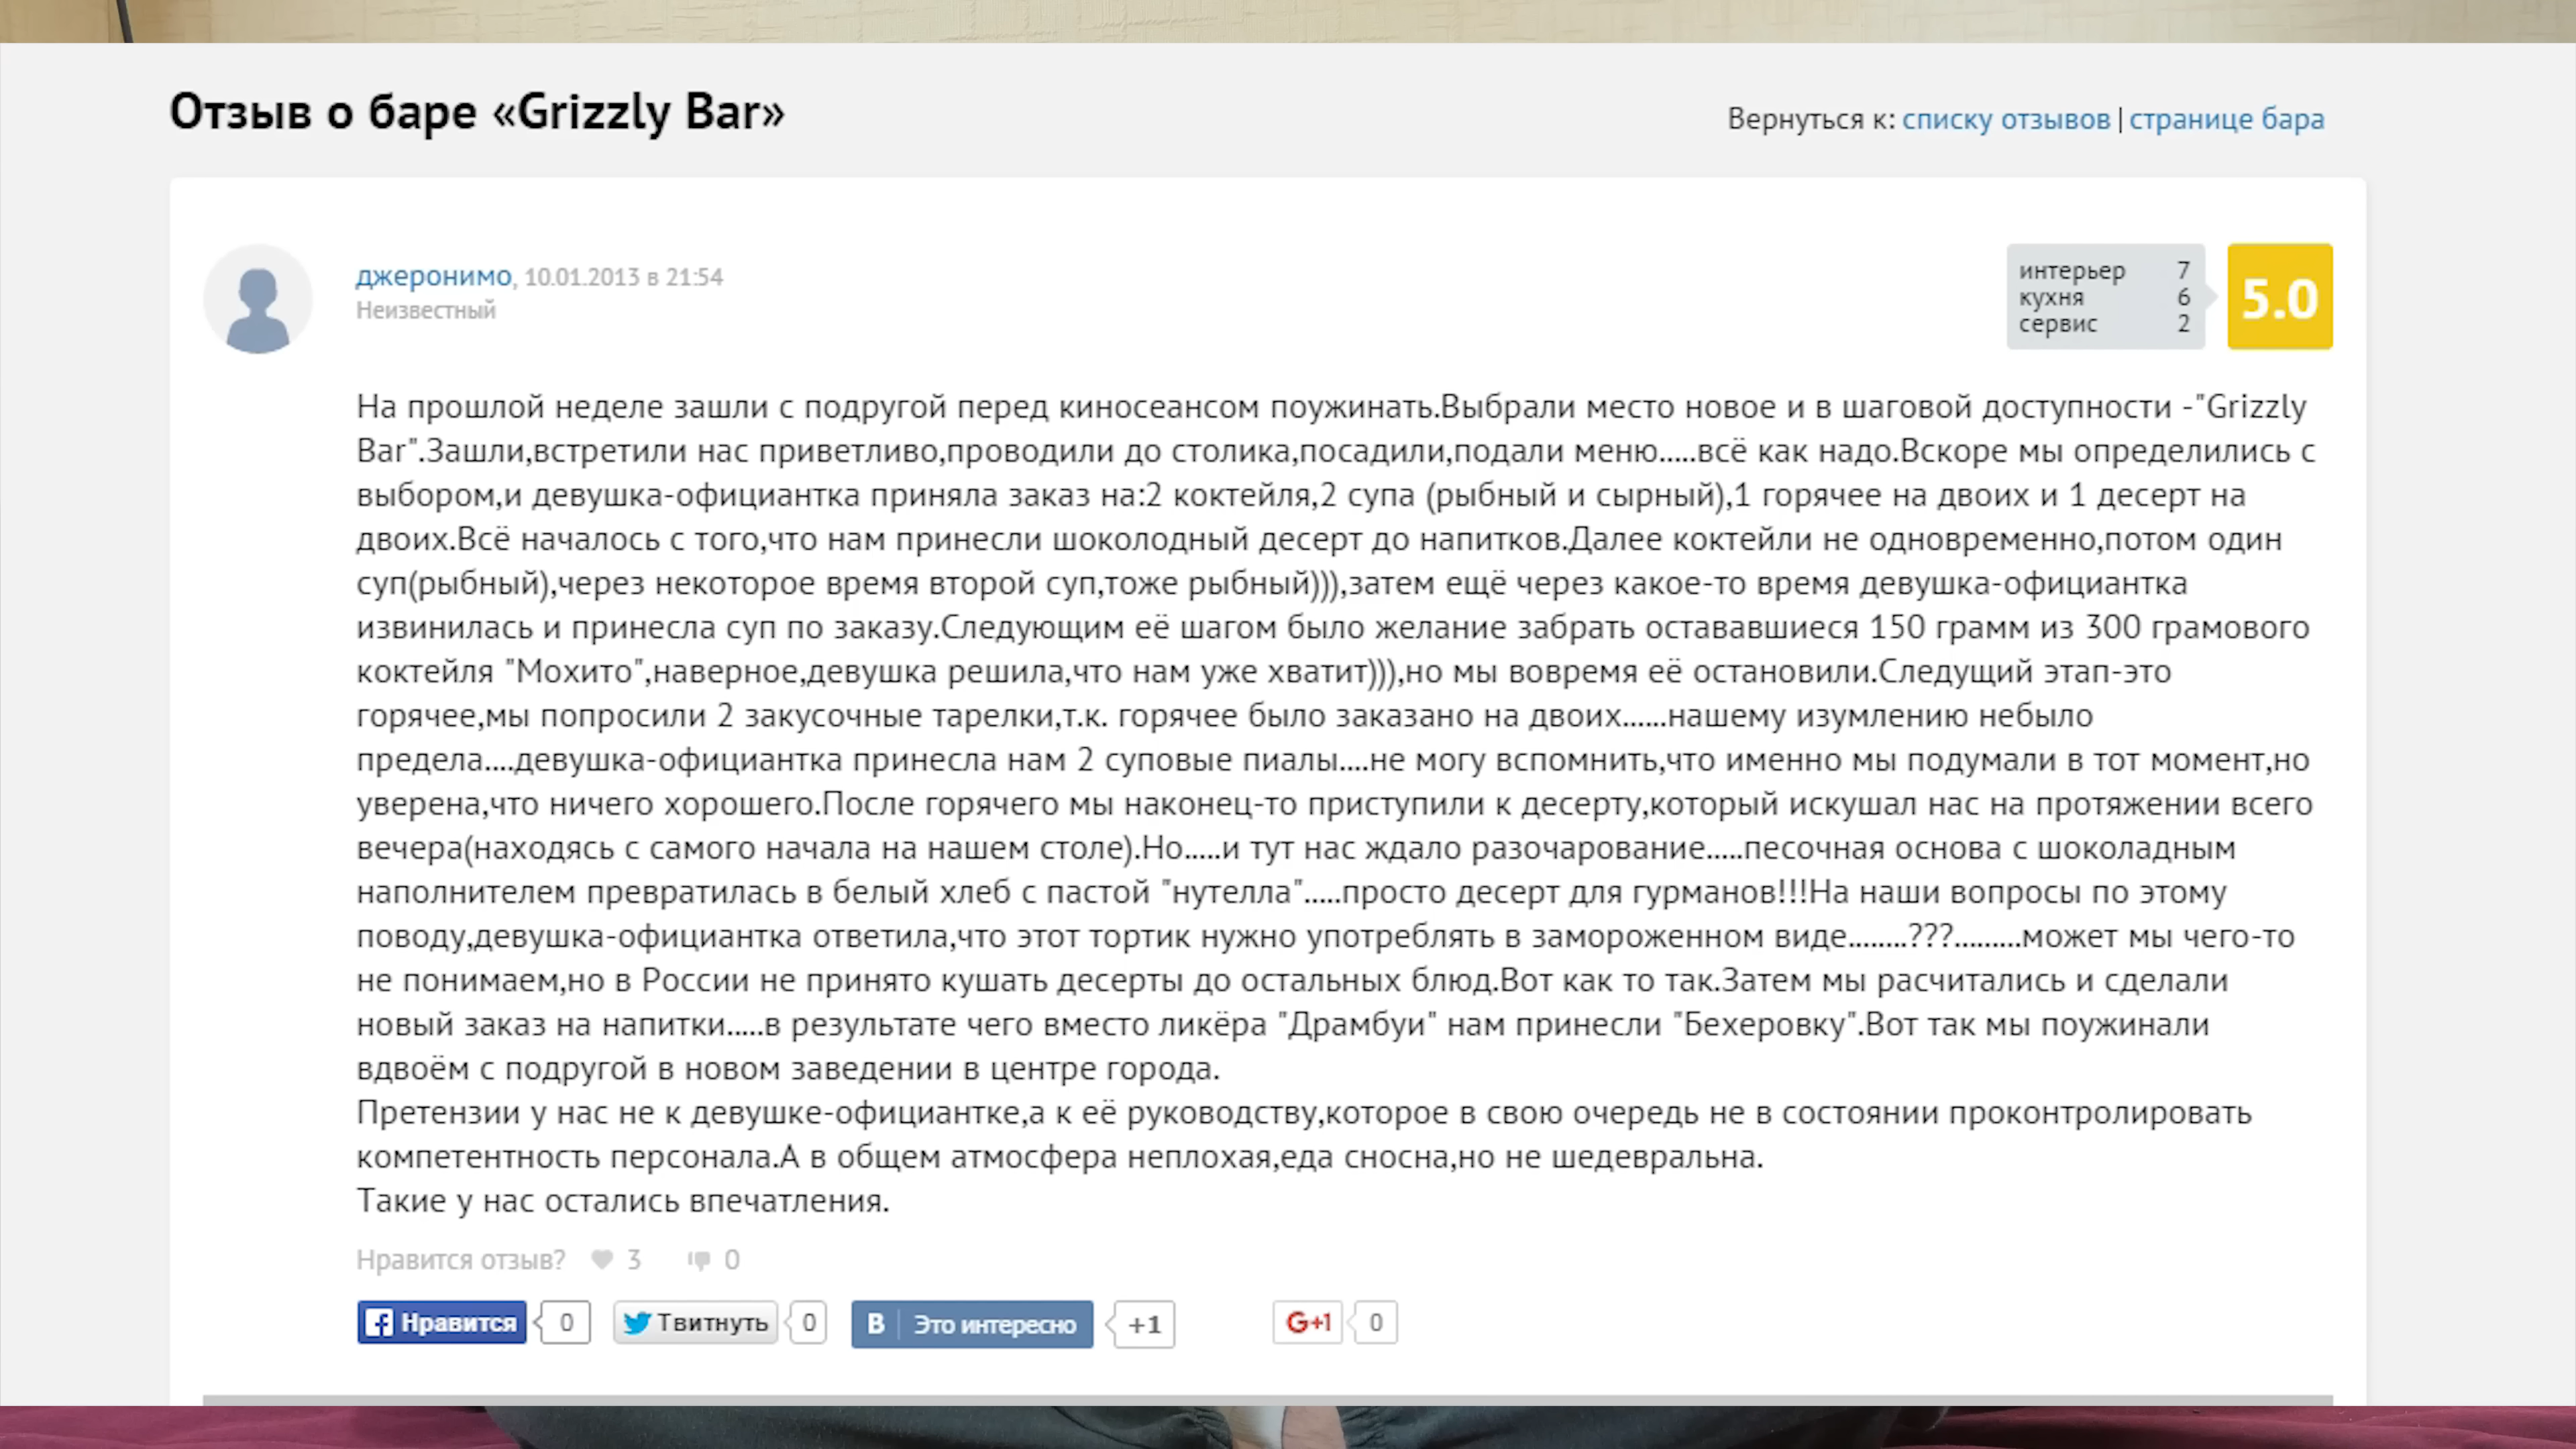 Отзыв о баре «Grizzly Bar»
Вернуться к: списку отзывов | странице бара
джеронимо, 10.01.2013 в 21:54
Неизвестный
интерьер 7
кухня 6
сервис 2
5.0
На прошлой неделе зашли с подругой перед киносеансом поужинать.Выбрали место новое и в шаговой доступности -"Grizzly
Bar".Зашли,встретили нас приветливо,проводили до столика,посадили,подали меню.....всё как надо.Вскоре мы определились с
выбором,и девушка-официантка приняла заказ на:2 коктейля,2 супа (рыбный и сырный),1 горячее на двоих и 1 десерт на
двоих.Всё началось с того,что нам принесли шоколодный десерт до напитков.Далее коктейли не одновременно,потом один
суп(рыбный),через некоторое время второй суп,тоже рыбный))),затем ещё через какое-то время девушка-официантка
извинилась и принесла суп по заказу.Следующим её шагом было желание забрать остававшиеся 150 грамм из 300 грамового
коктейля "Мохито",наверное,девушка решила,что нам уже хватит))),но мы вовремя её остановили.Следущий этап-это
горячее,мы попросили 2 закусочные тарелки,т.к. горячее было заказано на двоих......нашему изумлению небыло
предела....девушка-официантка принесла нам 2 суповые пиалы....не могу вспомнить,что именно мы подумали в тот момент,но
уверена,что ничего хорошего.После горячего мы наконец-то приступили к десерту,который искушал нас на протяжении всего
вечера(находясь с самого начала на нашем столе).Но.....и тут нас ждало разочарование.....песочная основа с шоколадным
наполнителем превратилась в белый хлеб с пастой "нутелла".....просто десерт для гурманов!!!На наши вопросы по этому
поводу,девушка-официантка ответила,что этот тортик нужно употреблять в замороженном виде........???.........может мы чего-то
не понимаем,но в России не принято кушать десерты до остальных блюд.Вот как то так.Затем мы расчитались и сделали
новый заказ на напитки.....в результате чего вместо ликёра "Драмбуи" нам принесли "Бехеровку".Вот так мы поужинали
вдвоём с подругой в новом заведении в центре города.
Претензии у нас не к девушке-официантке,а к её руководству,которое в свою очередь не в состоянии проконтролировать
компетентность персонала.А в общем атмосфера неплохая,еда сносна,но не шедевральна.
Такие у нас остались впечатления.
Нравится отзыв? 3 0
Нравится 0 Твитнуть 0 B Это интересно +1 G+1 0